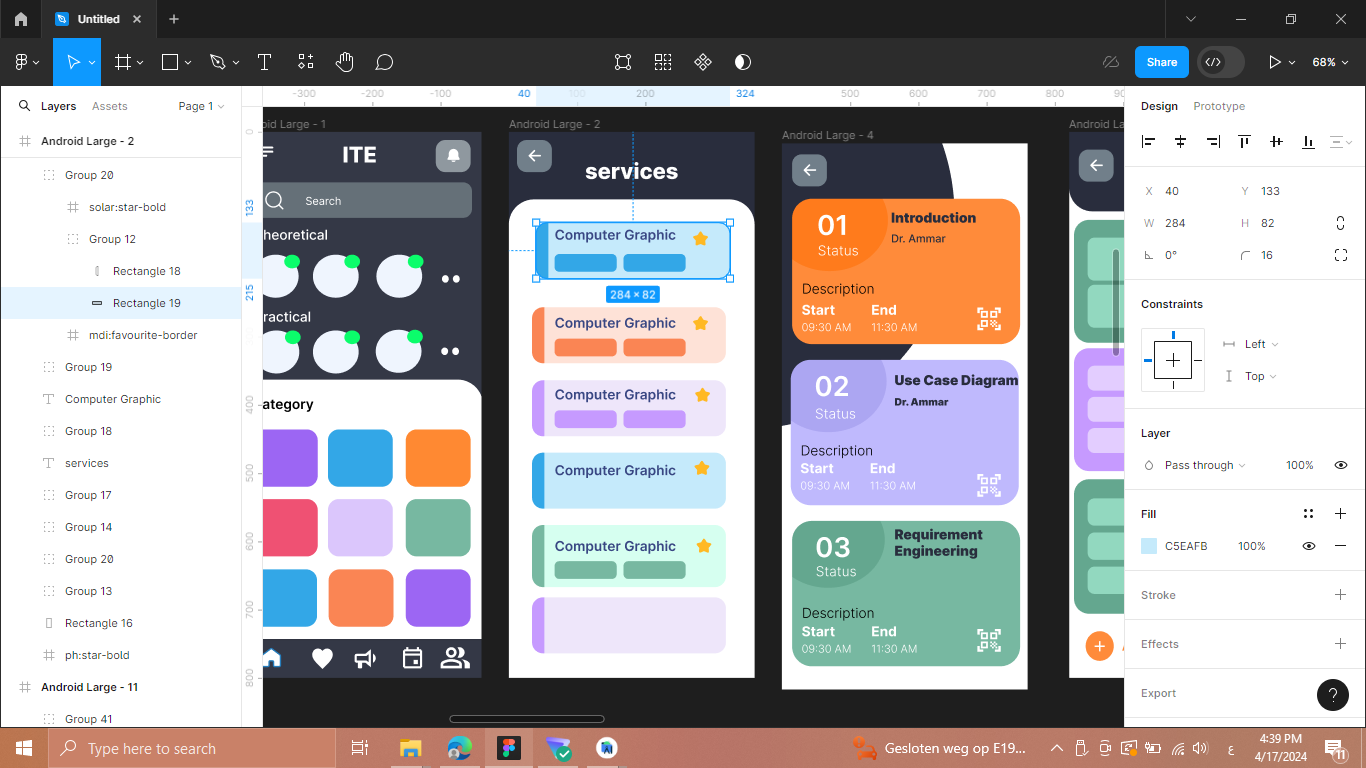 Untitled
Share
68%
Layers
Assets
Page 1
Android Large - 2
Group 20
solar:star-bold
Group 12
Rectangle 18
Rectangle 19
mdi:favourite-border
Group 19
Computer Graphic
Group 18
services
Group 17
Group 14
Group 20
Group 13
Rectangle 16
ph:star-bold
Android Large - 11
Group 41
-300
-200
-100
40
100
200
324
500
600
700
800
0
133
215
400
500
600
700
800
oid Large - 1
ITE
Search
heoretical
ractical
ategory
Android Large - 2
services
Computer Graphic
284 × 82
Computer Graphic
Computer Graphic
Computer Graphic
Computer Graphic
Android Large - 4
01
Status
Introduction
Dr. Ammar
Description
Start
End
09:30 AM
11:30 AM
02
Status
Use Case Diagram
Dr. Ammar
Description
Start
End
09:30 AM
11:30 AM
03
Status
Requirement
Engineering
Description
Start
End
09:30 AM
11:30 AM
Android La
Design
Prototype
X
40
Y
133
W
284
H
82
0°
16
Constraints
Left
Top
Layer
Pass through
100%
Fill
C5EAFB
100%
Stroke
Effects
Export
?
Type here to search
Gesloten weg op E19...
ع
4:39 PM
4/17/2024
11